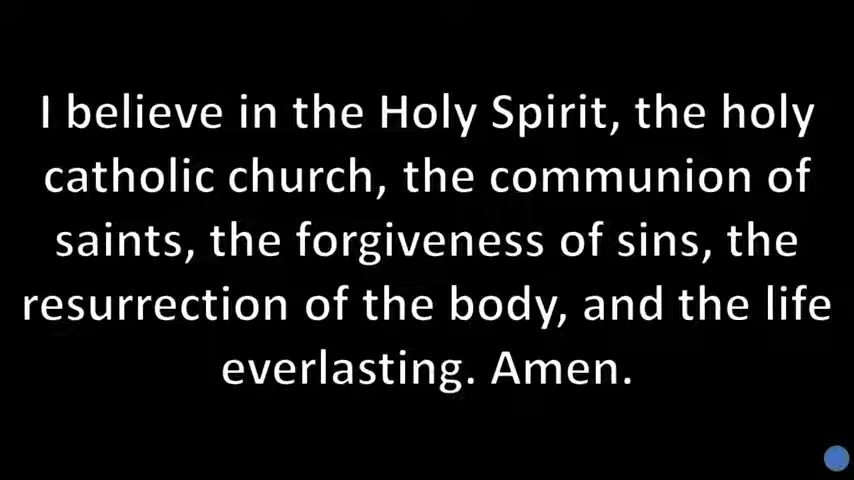 I believe in the Holy Spirit, the holy
catholic church, the communion of
saints, the forgiveness of sins, the
resurrection of the body, and the life
everlasting. Amen.